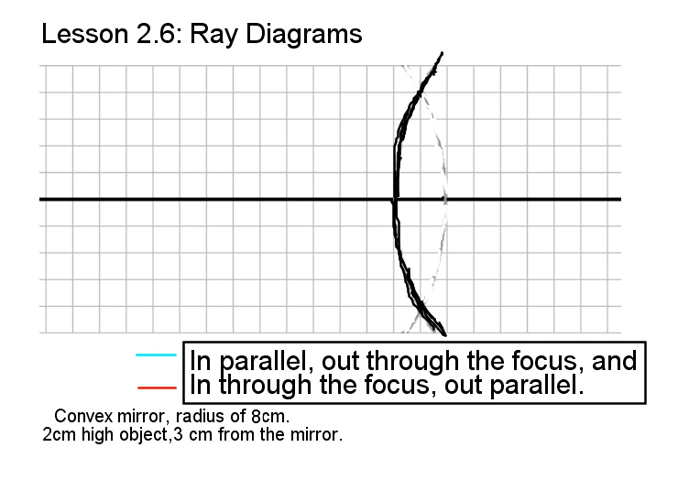 Lesson 2.6: Ray Diagrams
In parallel, out through the focus, and
In through the focus, out parallel.
Convex mirror, radius of 8cm.
2cm high object,3 cm from the mirror.